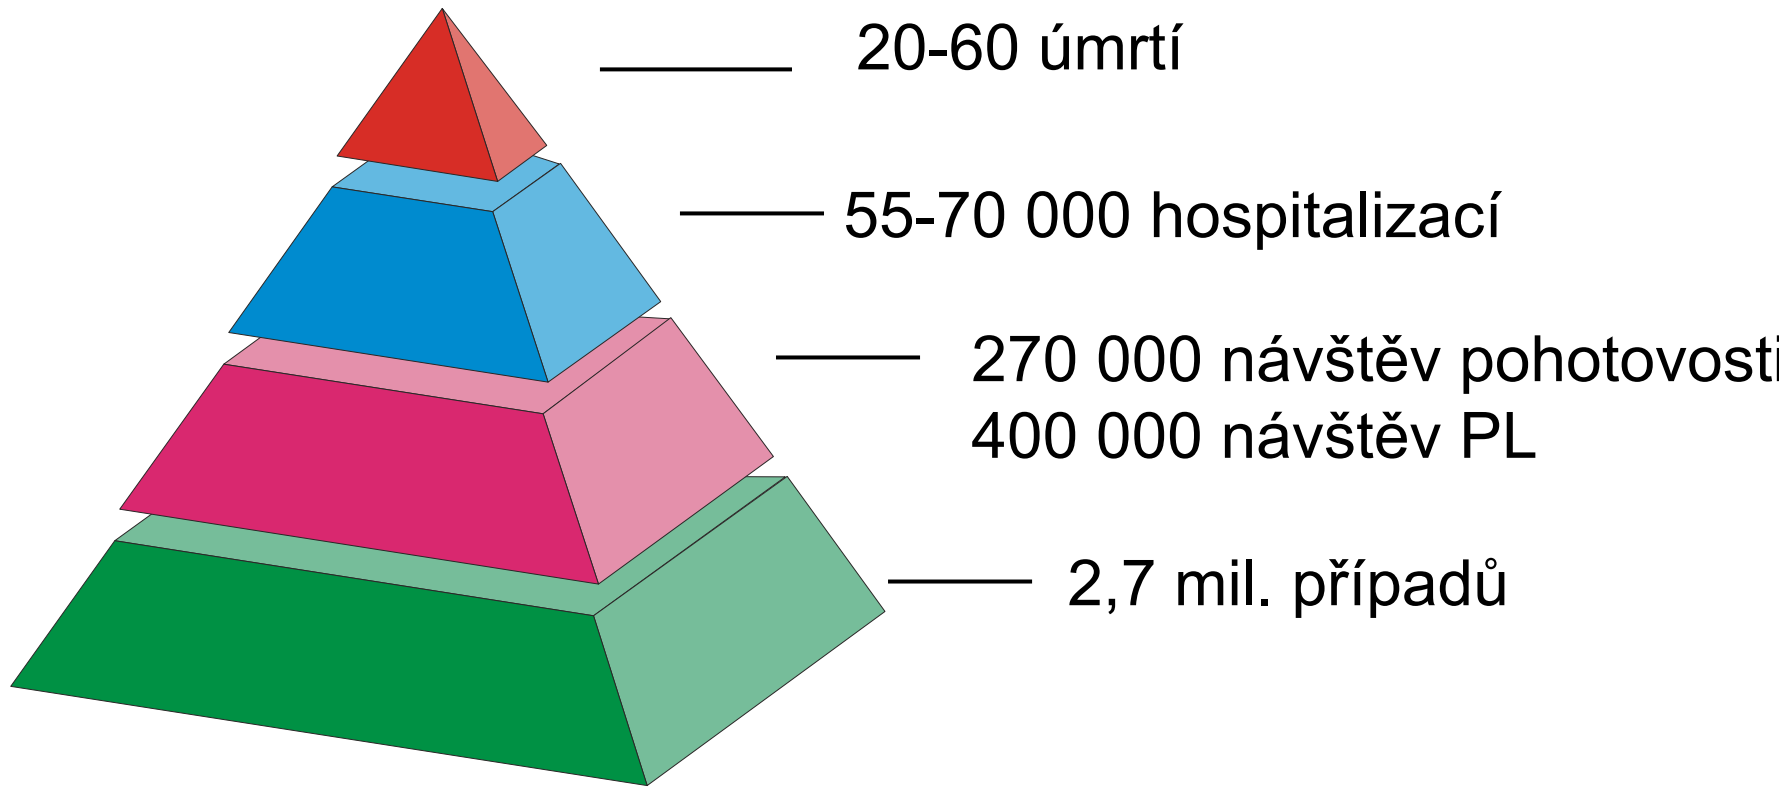 20-60 úmrtí
55-70 000 hospitalizací
270 000 návštěv pohotovosti
400 000 návštěv PL
2,7 mil. případů